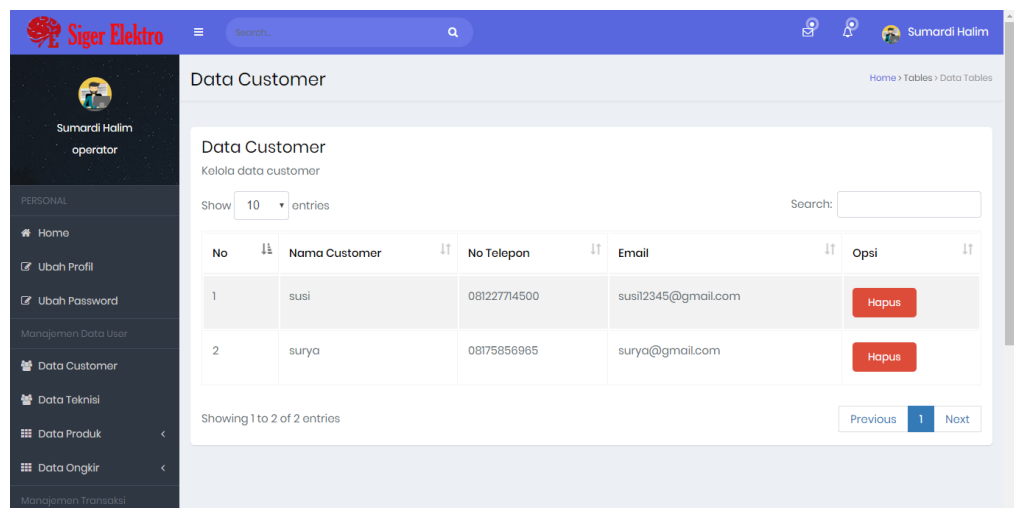 Siger Elektro
Search..
Sumardi Halim
Sumardi Halim
operator
PERSONAL
Home
Ubah Profil
Ubah Password
Manajemen Data User
Data Customer
Data Teknisi
Data Produk
Data Ongkir
Manajemen Transaksi
Data Customer
Home > Tables > Data Tables
Data Customer
Kelola data customer
Show 10 entries
Search:
No Nama Customer No Telepon Email Opsi
1 susi 081227714500 susi12345@gmail.com Hapus
2 surya 08175856965 surya@gmail.com Hapus
Showing 1 to 2 of 2 entries
Previous 1 Next